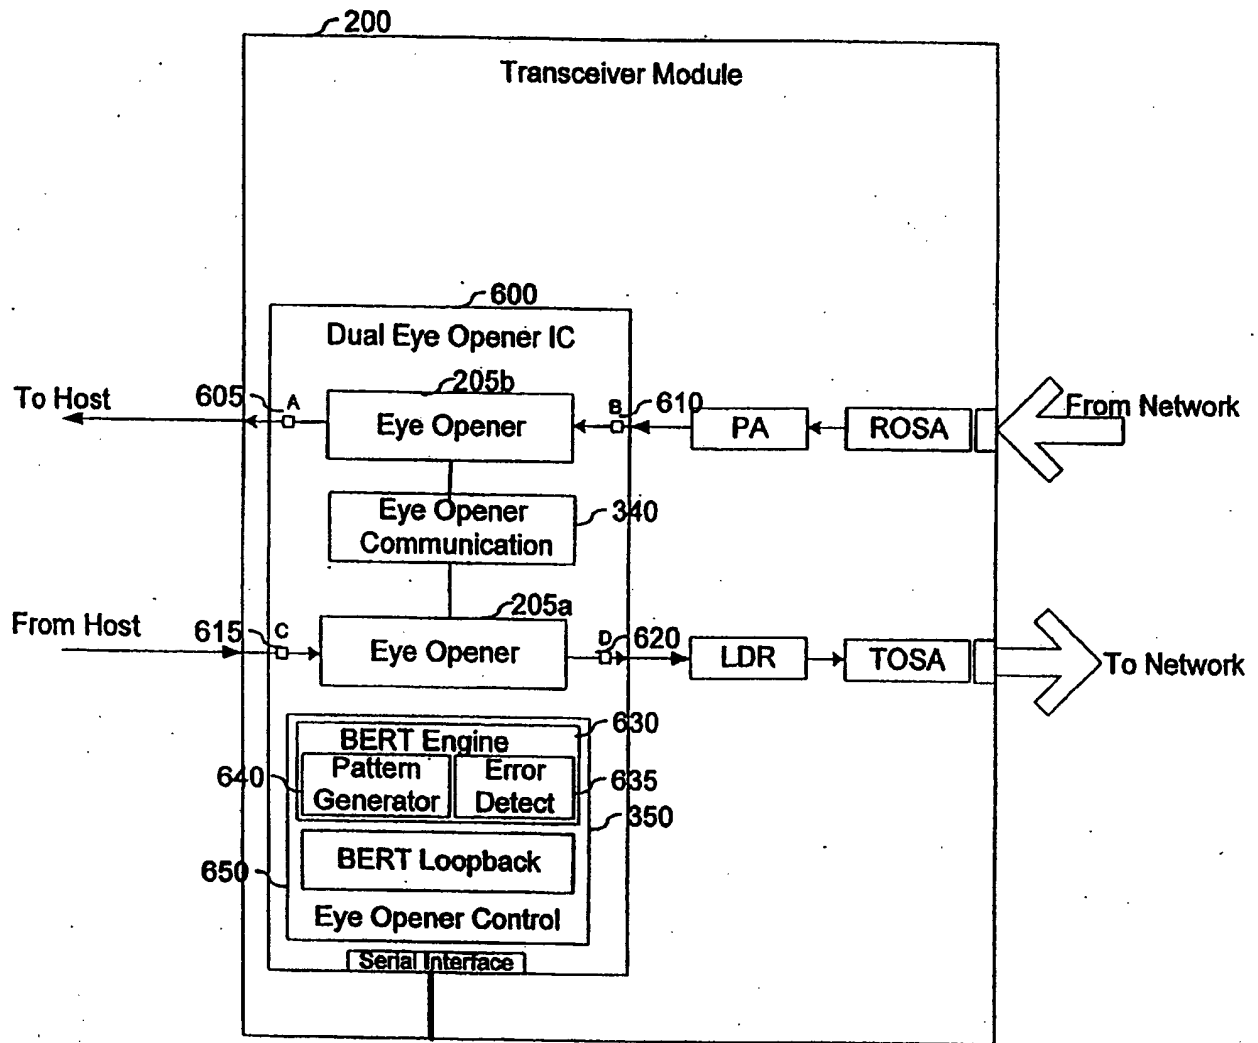 200
Transceiver Module
600
Dual Eye Opener IC
205b
To Host
605
A
Eye Opener
B
610
PA
ROSA
From Network
Eye Opener
Communication
340
205a
From Host
615
C
Eye Opener
D
620
LDR
TOSA
To Network
630
BERT Engine
640
Pattern
Generator
Error
Detect
635
350
BERT Loopback
650
Eye Opener Control
Serial Interface